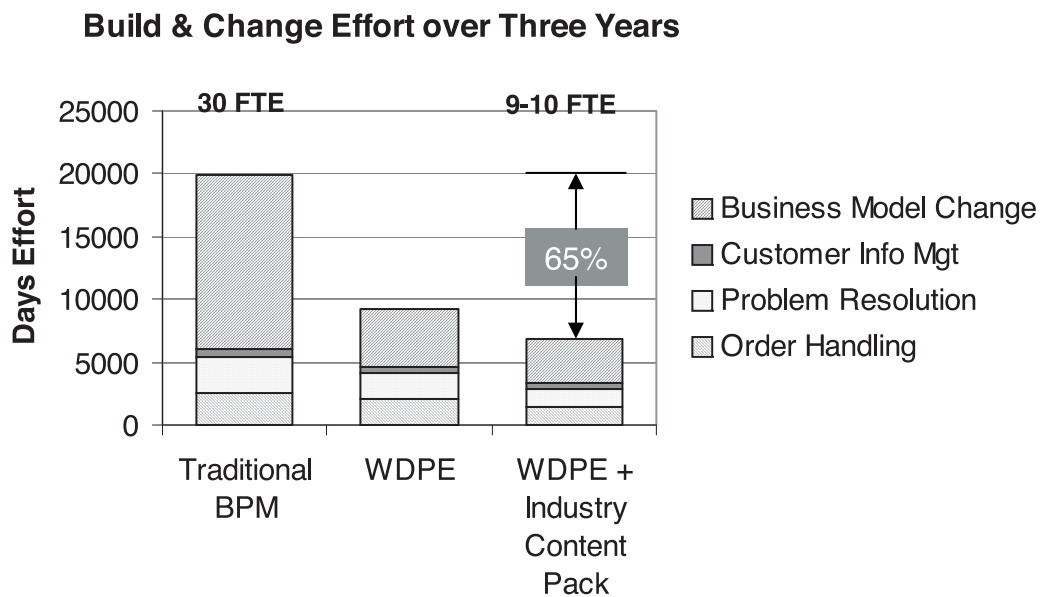 Build & Change Effort over Three Years
30 FTE
9-10 FTE
25000
20000
15000
10000
5000
0
Days Effort
65%
Business Model Change
Customer Info Mgt
Problem Resolution
Order Handling
Traditional
BPM
WDPE
WDPE +
Industry
Content
Pack